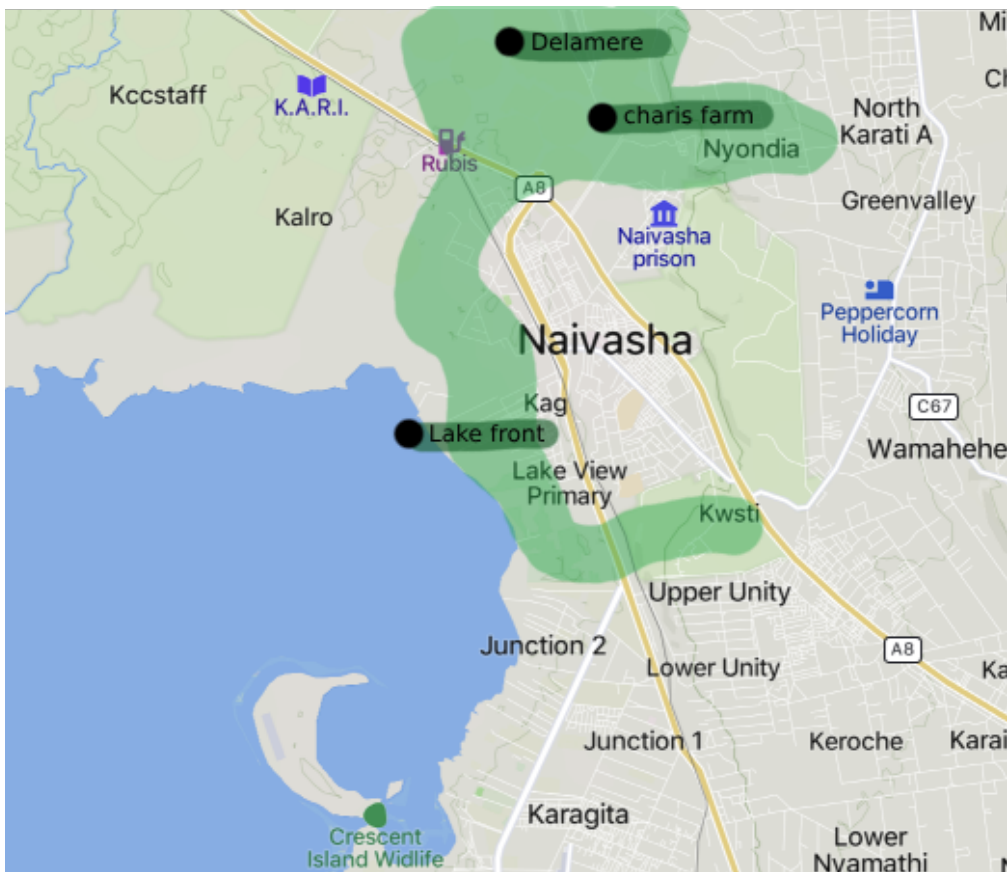 Mi
Delamere
Kccstaff
K.A.R.I.
Ch
charis farm
North
Karati A
Nyondia
Rubis
A8
Greenvalley
Kalro
Naivasha
prison
Peppercorn
Holiday
Naivasha
Kag
C67
Lake front
Wamahehe
Lake View
Primary
Kwsti
Upper Unity
A8
Junction 2
Lower Unity
Ka
Junction 1
Keroche
Karai
Karagita
Crescent
Island Widlife
Lower
Nyamathi